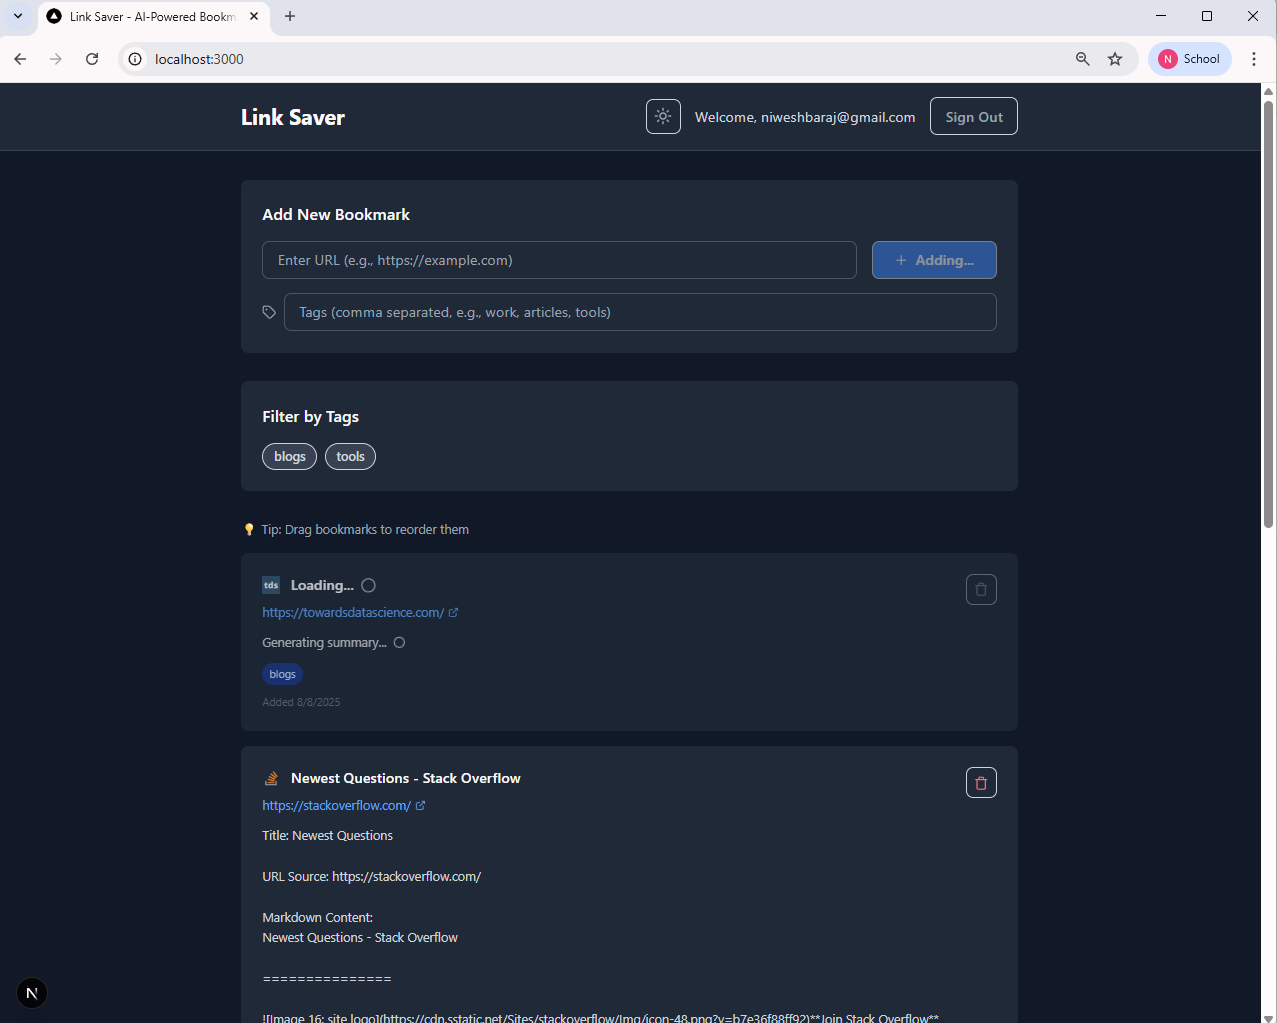 Link Saver - AI-Powered Bookm
localhost:3000
N School
Link Saver
Welcome, niweshbaraj@gmail.com
Sign Out
Add New Bookmark
Enter URL (e.g., https://example.com)
+ Adding...
Tags (comma separated, e.g., work, articles, tools)
Filter by Tags
blogs tools
Tip: Drag bookmarks to reorder them
tds Loading...
https://towardsdatascience.com/
Generating summary...
blogs
Added 8/8/2025
Newest Questions - Stack Overflow
https://stackoverflow.com/
Title: Newest Questions
URL Source: https://stackoverflow.com/
Markdown Content:
Newest Questions - Stack Overflow
===============
![Image 16: site logo](https://cdn.sstatic.net/Sites/stackoverflow/Img/icon-48.png?v=b7e36f88ff92)**Join Stack Overflow**
N